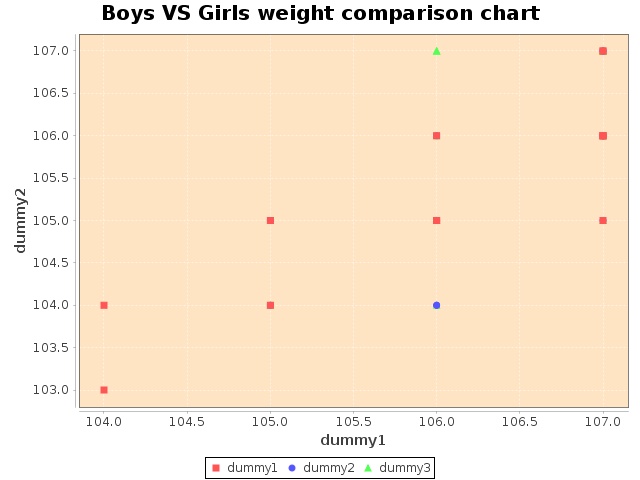 Boys VS Girls weight comparison chart
107.0
106.5
106.0
105.5
105.0
104.5
104.0
103.5
103.0
dummy2
104.0 104.5 105.0 105.5 106.0 106.5 107.0
dummy1
dummy1 dummy2 dummy3